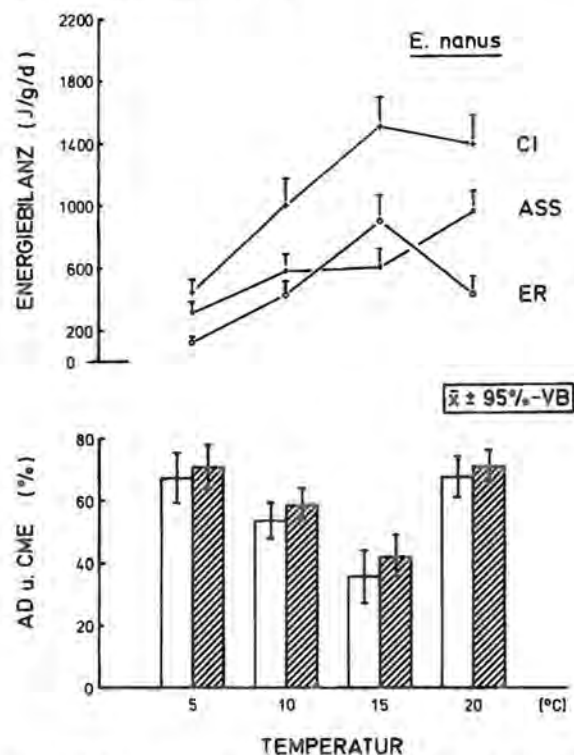 2200
E. nanus
1800
1400
CI
1000
ASS
600
ER
200
0
ENERGIEBILANZ (J/g/d)
x̄ ± 95%-VB
80
60
40
20
0
AD u. CME (%)
5 10 15 20 [°C]
TEMPERATUR